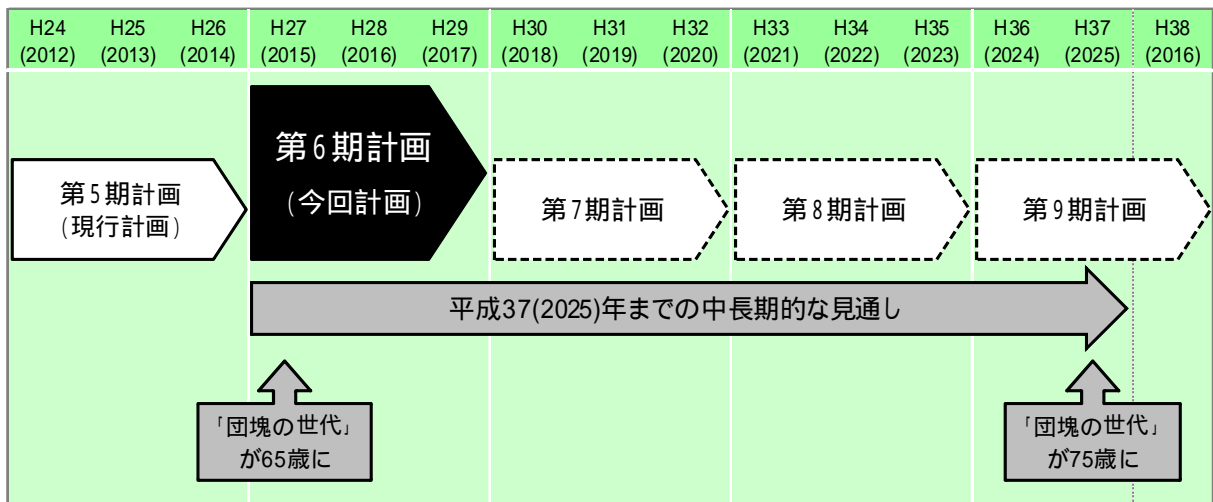 H24 H25 H26 H27 H28 H29 H30 H31 H32 H33 H34 H35 H36 H37 H38
(2012) (2013) (2014) (2015) (2016) (2017) (2018) (2019) (2020) (2021) (2022) (2023) (2024) (2025) (2016)
第5期計画
(現行計画)
第6期計画
(今回計画)
第7期計画
第8期計画
第9期計画
平成37(2025)年までの中長期的な見通し
「団塊の世代」
が65歳に
「団塊の世代」
が75歳に